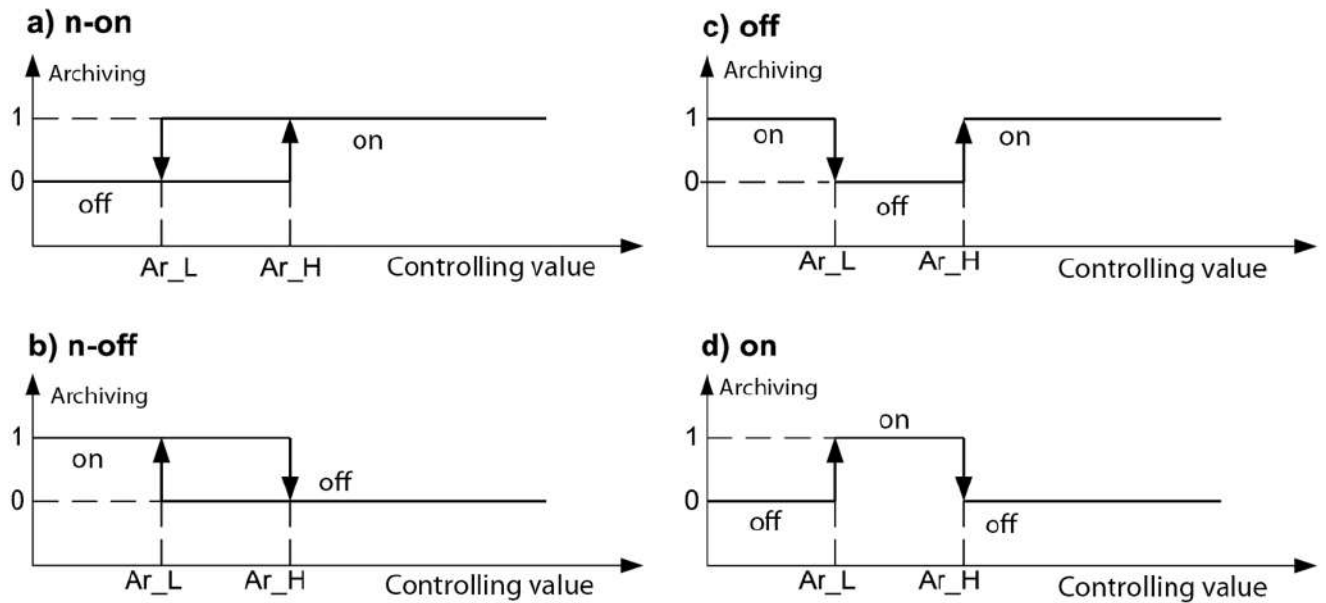 a) n-on
Archiving
1
on
0
off
Ar_L
Ar_H
Controlling value
c) off
Archiving
1
on
on
0
off
Ar_L
Ar_H
Controlling value
b) n-off
Archiving
1
on
off
0
Ar_L
Ar_H
Controlling value
d) on
Archiving
on
1
0
off
off
Ar_L
Ar_H
Controlling value